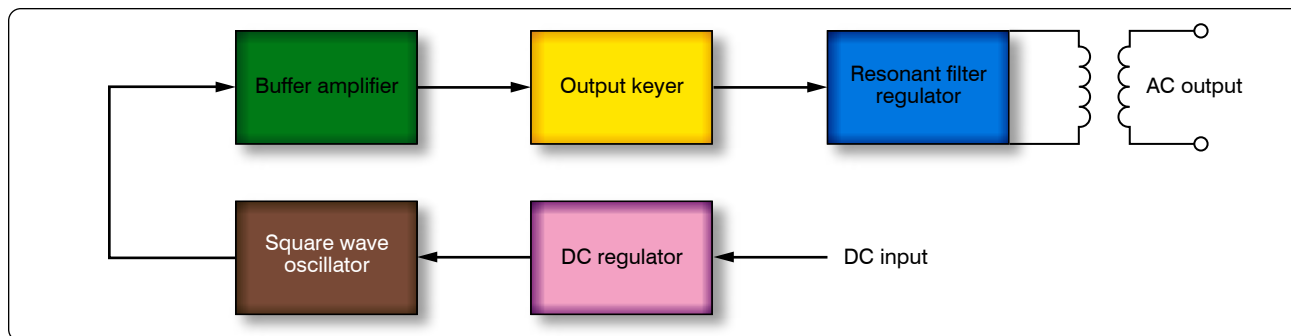 Buffer amplifier
Output keyer
Resonant filter
regulator
AC output
Square wave
oscillator
DC regulator
DC input